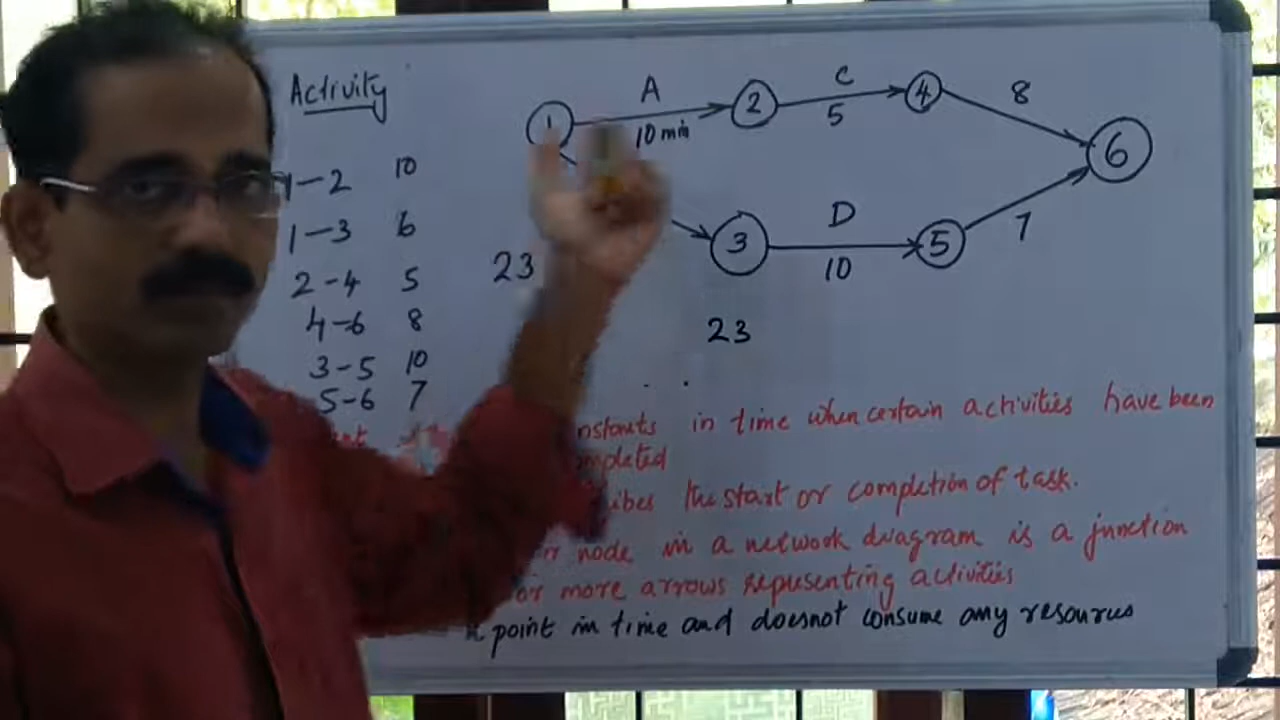 Activity
1-2 10
1-3 6
2-4 5
4-6 8
3-5 10
5-6 7
A
C
8
1
2
4
6
10 min
5
D
7
3
5
10
23
23
in time when certain activities have been
the start or completion of task.
node in a network diagram is a junction
or more arrows repusenting activities
point in time and doesnot consume any resources